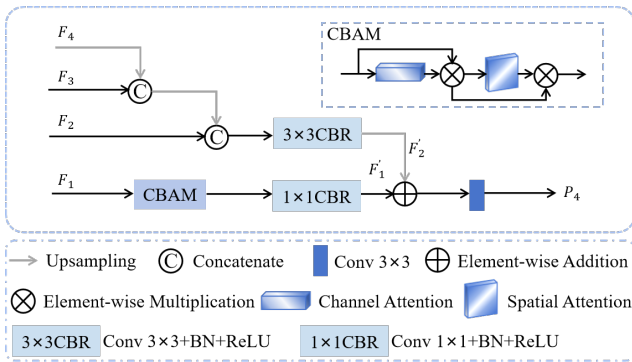 F₄
CBAM
F₃
C
F₂
C
3×3CBR
F₂′
F₁′
F₁
CBAM
1×1CBR
P₄
Upsampling
C Concatenate
Conv 3×3
Element-wise Addition
Element-wise Multiplication
Channel Attention
Spatial Attention
3×3CBR Conv 3×3+BN+ReLU
1×1CBR Conv 1×1+BN+ReLU